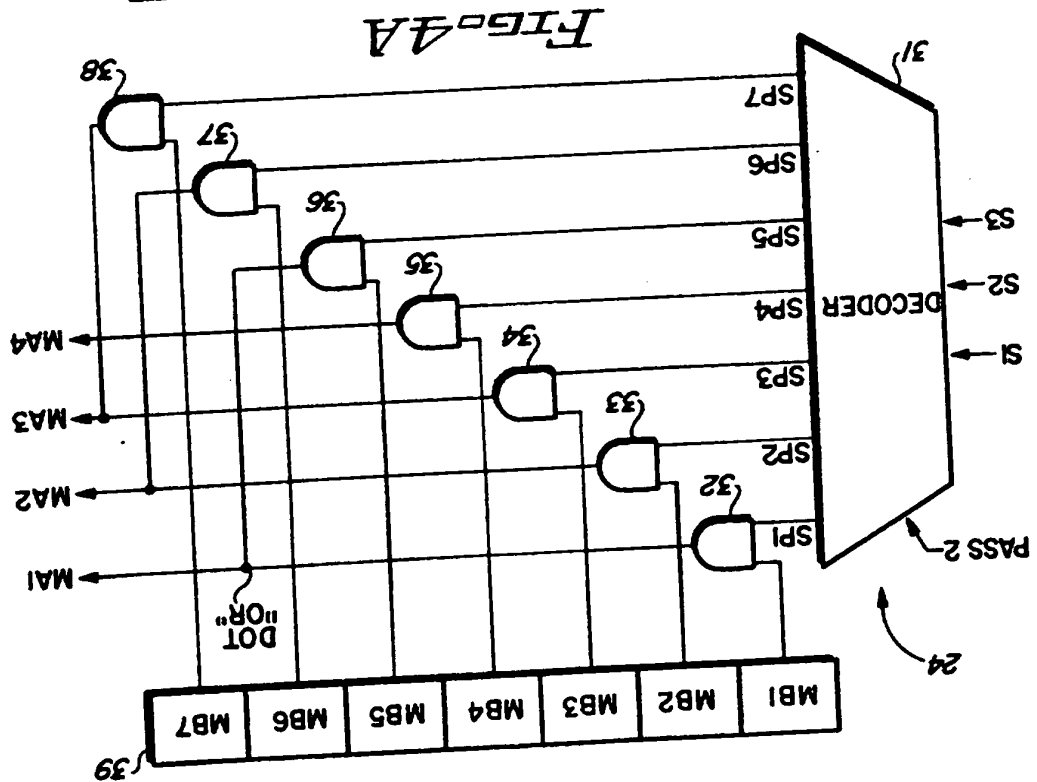 39
MB1 MB2 MB3 MB4 MB5 MB6 MB7
24
DOT
"OR"
PASS 2
MA1
SP1
32
MA2
SP2
33
MA3
S1
SP3
34
MA4
DECODER
SP4
S2
35
SP5
S3
36
SP6
37
SP7
38
31
FIG. 4A